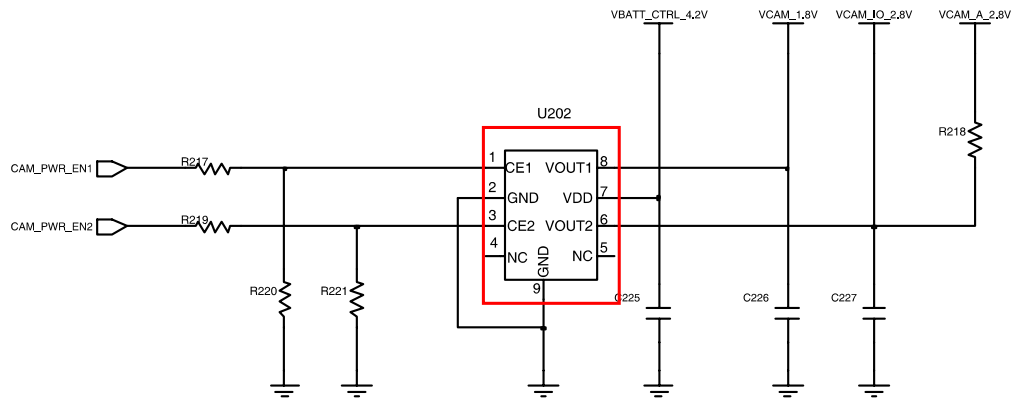 VBATT_CTRL_4.2V
VCAM_1.8V
VCAM_IO_2.8V
VCAM_A_2.8V
U202
R218
CAM_PWR_EN1
R217
1
CE1
VOUT1
8
2
GND
VDD
7
CAM_PWR_EN2
R219
3
CE2
VOUT2
6
4
NC
GND
NC
5
9
R220
R221
C225
C226
C227